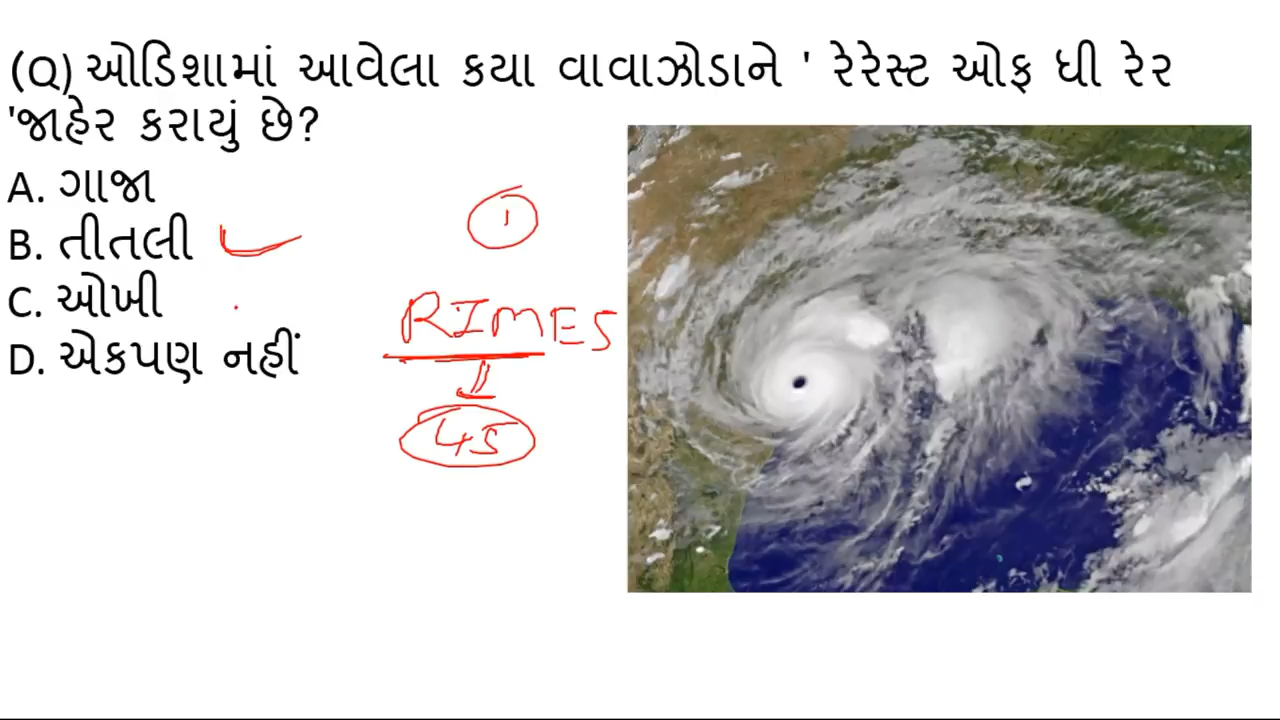 (Q) ઓડિશામાં આવેલા કયા વાવાઝોડાને ' રેરેસ્ટ ઓફ ધી રેર
'જાહેર કરાયું છે?
A. ગાજા
B. તીતલી
C. ઓખી
D. એકપણ નહીં
1
RIMES
45